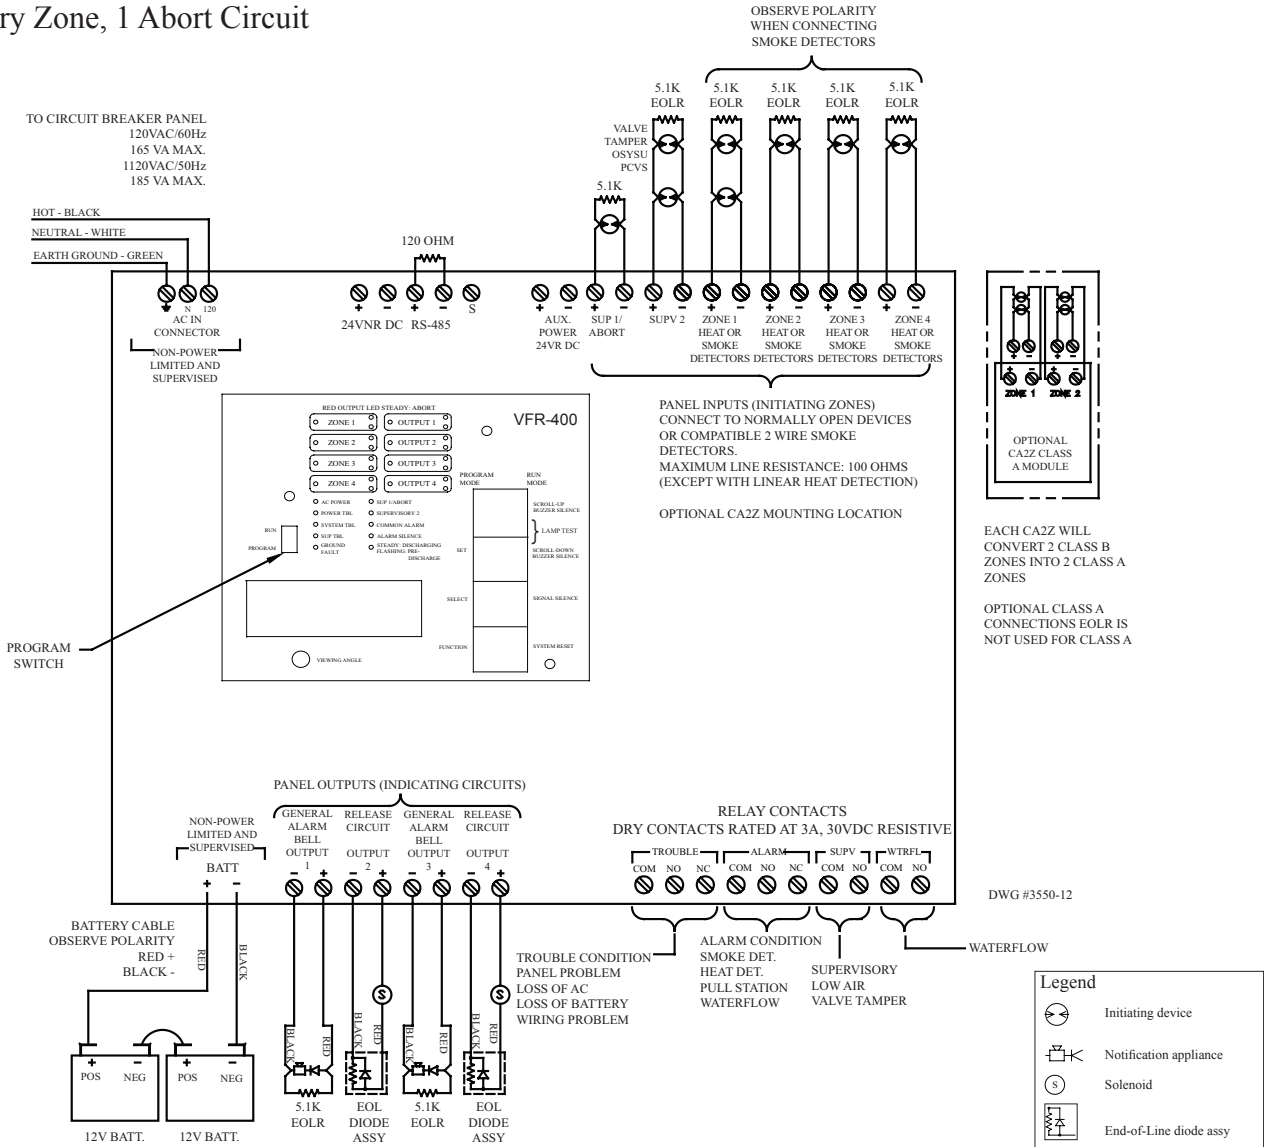 ry Zone, 1 Abort Circuit
OBSERVE POLARITY
WHEN CONNECTING
SMOKE DETECTORS
5.1K
EOLR
5.1K
EOLR
5.1K
EOLR
5.1K
EOLR
5.1K
EOLR
TO CIRCUIT BREAKER PANEL
120VAC/60Hz
165 VA MAX.
1120VAC/50Hz
185 VA MAX.
VALVE
TAMPER
OSYSU
PCVS
5.1K
HOT - BLACK
NEUTRAL - WHITE
EARTH GROUND - GREEN
120 OHM
N 120
AC IN
CONNECTOR
NON-POWER
LIMITED AND
SUPERVISED
+ - + - S
24VNR DC RS-485
+ - + - + - + - + - + - + -
AUX.
POWER
24VR DC
SUP 1/
ABORT
SUPV 2
ZONE 1
HEAT OR
SMOKE
DETECTORS
ZONE 2
HEAT OR
SMOKE
DETECTORS
ZONE 3
HEAT OR
SMOKE
DETECTORS
ZONE 4
HEAT OR
SMOKE
DETECTORS
PANEL INPUTS (INITIATING ZONES)
CONNECT TO NORMALLY OPEN DEVICES
OR COMPATIBLE 2 WIRE SMOKE
DETECTORS.
MAXIMUM LINE RESISTANCE: 100 OHMS
(EXCEPT WITH LINEAR HEAT DETECTION)
OPTIONAL CA2Z MOUNTING LOCATION
+ - + -
+ - + -
ZONE 1 ZONE 2
OPTIONAL
CA2Z CLASS
A MODULE
EACH CA2Z WILL
CONVERT 2 CLASS B
ZONES INTO 2 CLASS A
ZONES
OPTIONAL CLASS A
CONNECTIONS EOLR IS
NOT USED FOR CLASS A
RED OUTPUT LED STEADY: ABORT
VFR-400
ZONE 1 OUTPUT 1
ZONE 2 OUTPUT 2
ZONE 3 OUTPUT 3
ZONE 4 OUTPUT 4
AC POWER SUP 1/ABORT
POWER TBL SUPERVISORY 2
SYSTEM TBL COMMON ALARM
SUP TBL ALARM SILENCE
GROUND
FAULT
STEADY: DISCHARGING
FLASHING: PRE-
DISCHARGE
RUN
PROGRAM
PROGRAM
MODE
RUN
MODE
SCROLL-UP
BUZZER SILENCE
LAMP TEST
SET
SCROLL-DOWN
BUZZER SILENCE
SELECT
SIGNAL SILENCE
FUNCTION
SYSTEM RESET
VIEWING ANGLE
PROGRAM
SWITCH
PANEL OUTPUTS (INDICATING CIRCUITS)
NON-POWER
LIMITED AND
SUPERVISED
BATT
+ -
GENERAL
ALARM
BELL
OUTPUT
1
- +
RELEASE
CIRCUIT
OUTPUT
2
- +
GENERAL
ALARM
BELL
OUTPUT
3
- +
RELEASE
CIRCUIT
OUTPUT
4
- +
RELAY CONTACTS
DRY CONTACTS RATED AT 3A, 30VDC RESISTIVE
TROUBLE ALARM SUPV WTRFL
COM NO NC COM NO NC COM NO COM NO
DWG #3550-12
BATTERY CABLE
OBSERVE POLARITY
RED +
BLACK -
RED
BLACK
TROUBLE CONDITION
PANEL PROBLEM
LOSS OF AC
LOSS OF BATTERY
WIRING PROBLEM
ALARM CONDITION
SMOKE DET.
HEAT DET.
PULL STATION
WATERFLOW
SUPERVISORY
LOW AIR
VALVE TAMPER
WATERFLOW
S
S
BLACK RED BLACK RED BLACK RED BLACK RED
+ - + -
POS NEG POS NEG
12V BATT. 12V BATT.
5.1K
EOLR
EOL
DIODE
ASSY
5.1K
EOLR
EOL
DIODE
ASSY
Legend
Initiating device
Notification appliance
S Solenoid
End-of-Line diode assy